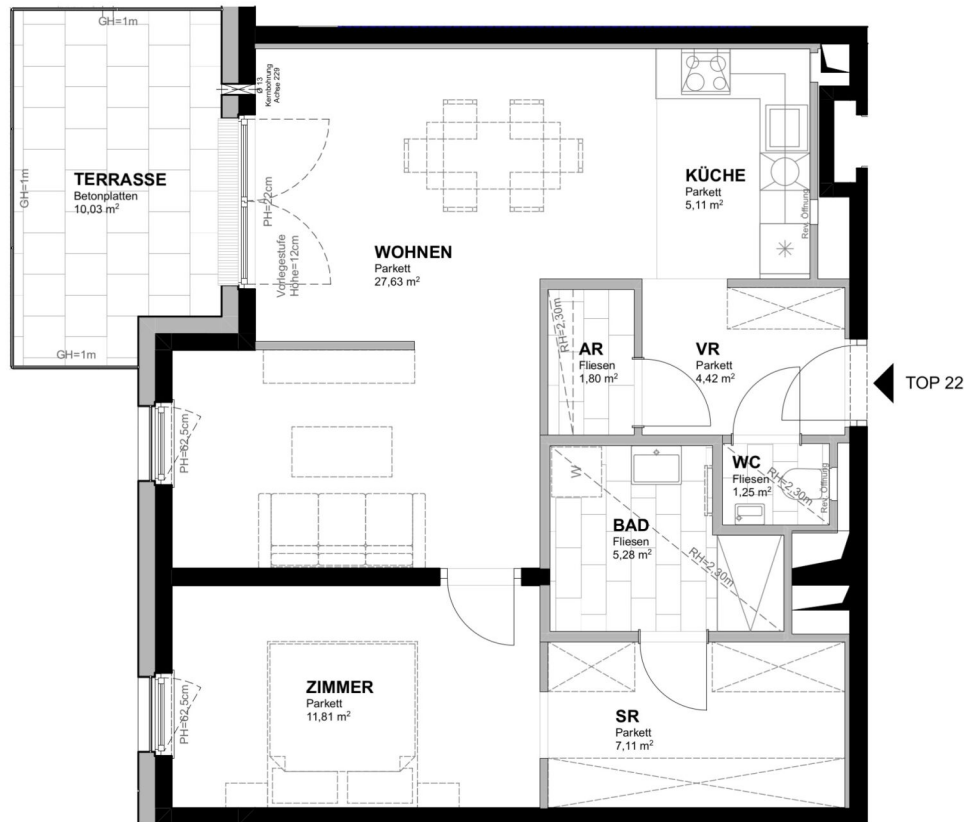 GH=1m
Ø 13
Kernbohrung
Achse 229
GH=1m
TERRASSE
Betonplatten
10,03 m²
PH=22cm
Vorlegestufe
Höhe=12cm
WOHNEN
Parkett
27,63 m²
KÜCHE
Parkett
5,11 m²
Rev. Öffnung
GH=1m
RH=2,30m
AR
Fliesen
1,80 m²
VR
Parkett
4,42 m²
TOP 22
PH=62,5cm
W
BAD
Fliesen
5,28 m²
RH=2,30m
WC
Fliesen
1,25 m²
RH=2,30m
Rev. Öffnung
ZIMMER
Parkett
11,81 m²
PH=62,5cm
SR
Parkett
7,11 m²